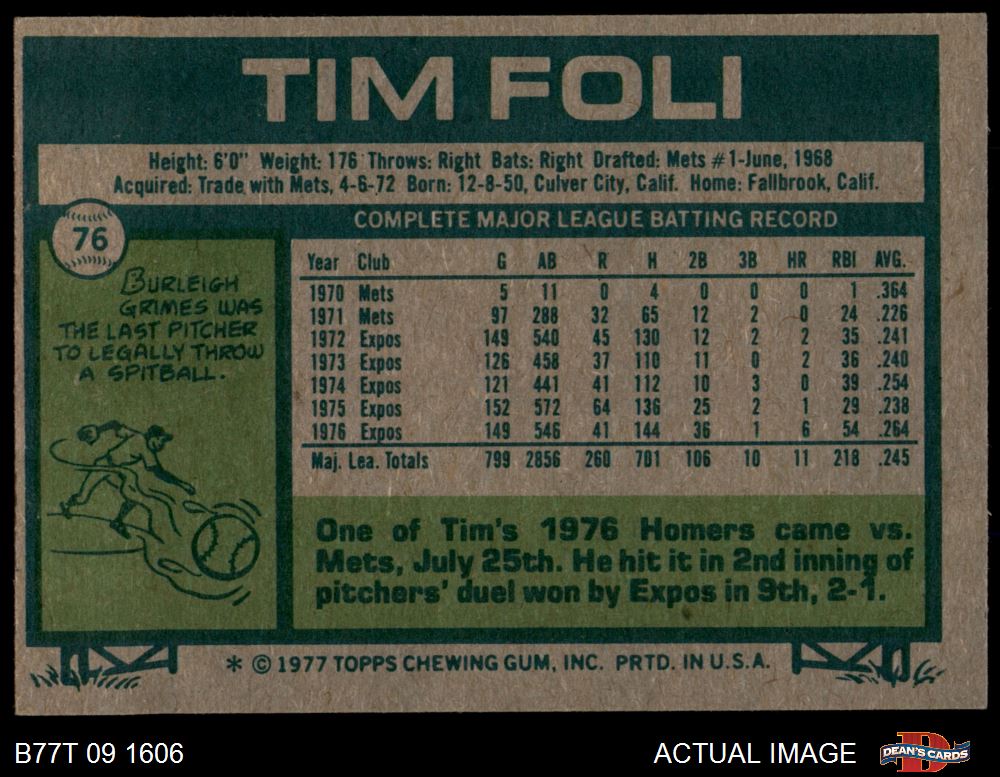 TIM FOLI
Height: 6'0" Weight: 176 Throws: Right Bats: Right Drafted: Mets #1-June, 1968
Acquired: Trade with Mets, 4-6-72 Born: 12-8-50, Culver City, Calif. Home: Fallbrook, Calif.
76
BURLEIGH
GRIMES WAS
THE LAST PITCHER
TO LEGALLY THROW
A SPITBALL.
COMPLETE MAJOR LEAGUE BATTING RECORD
Year Club G AB R H 2B 3B HR RBI AVG.
1970 Mets 5 11 0 4 0 0 0 1 .364
1971 Mets 97 288 32 65 12 2 0 24 .226
1972 Expos 149 540 45 130 12 2 2 35 .241
1973 Expos 126 458 37 110 11 0 2 36 .240
1974 Expos 121 441 41 112 10 3 0 39 .254
1975 Expos 152 572 64 136 25 2 1 29 .238
1976 Expos 149 546 41 144 36 1 6 54 .264
Maj. Lea. Totals 799 2856 260 701 106 10 11 218 .245
One of Tim's 1976 Homers came vs.
Mets, July 25th. He hit it in 2nd inning of
pitchers' duel won by Expos in 9th, 2-1.
* © 1977 TOPPS CHEWING GUM, INC. PRTD. IN U.S.A.
B77T 09 1606
ACTUAL IMAGE
D
DEAN'S CARDS